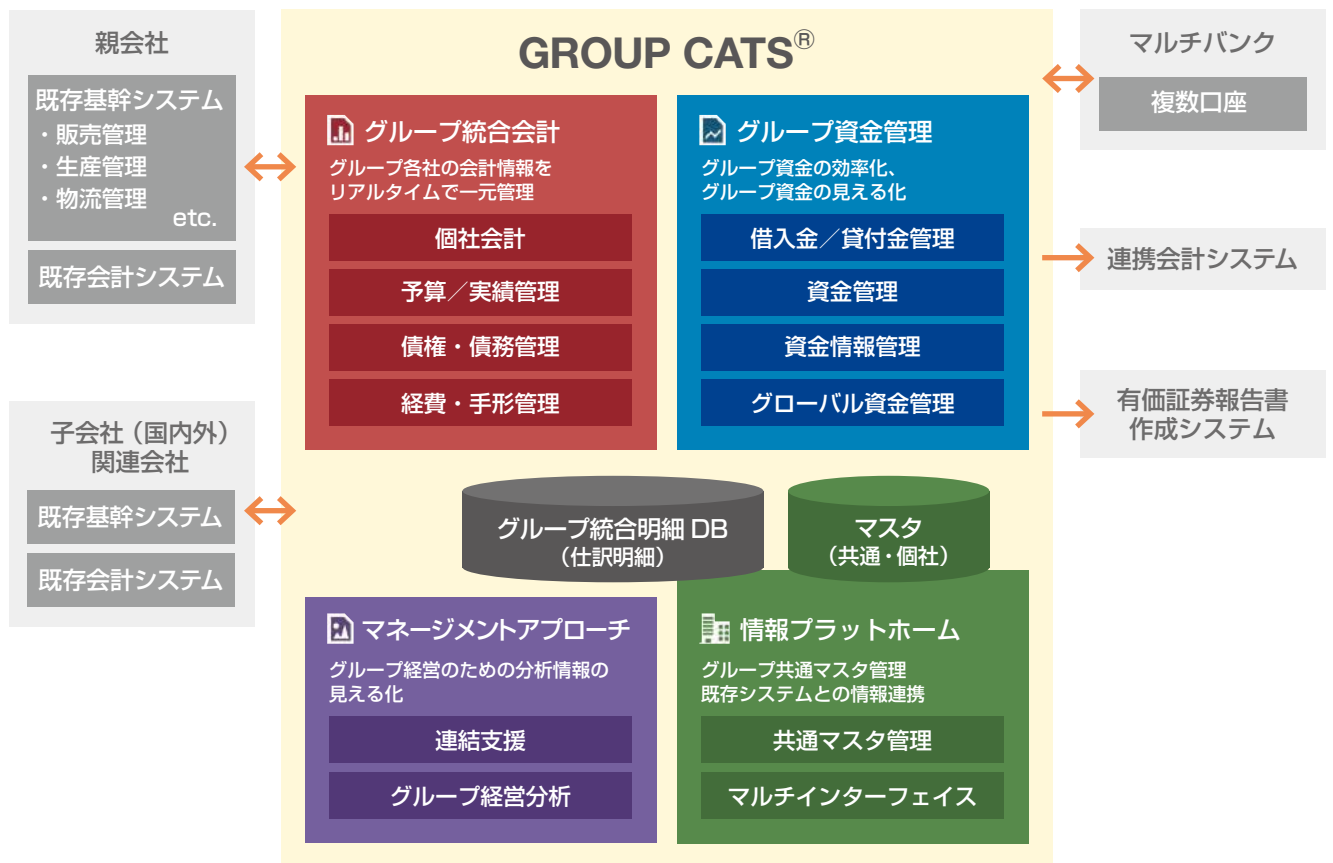 親会社
既存基幹システム
・販売管理
・生産管理
・物流管理
etc.
既存会計システム
子会社（国内外）
関連会社
既存基幹システム
既存会計システム
GROUP CATS®
グループ統合会計
グループ各社の会計情報を
リアルタイムで一元管理
個社会計
予算／実績管理
債権・債務管理
経費・手形管理
グループ資金管理
グループ資金の効率化、
グループ資金の見える化
借入金／貸付金管理
資金管理
資金情報管理
グローバル資金管理
グループ統合明細 DB
（仕訳明細）
マスタ
（共通・個社）
マネージメントアプローチ
グループ経営のための分析情報の
見える化
連結支援
グループ経営分析
情報プラットホーム
グループ共通マスタ管理
既存システムとの情報連携
共通マスタ管理
マルチインターフェイス
マルチバンク
複数口座
連携会計システム
有価証券報告書
作成システム